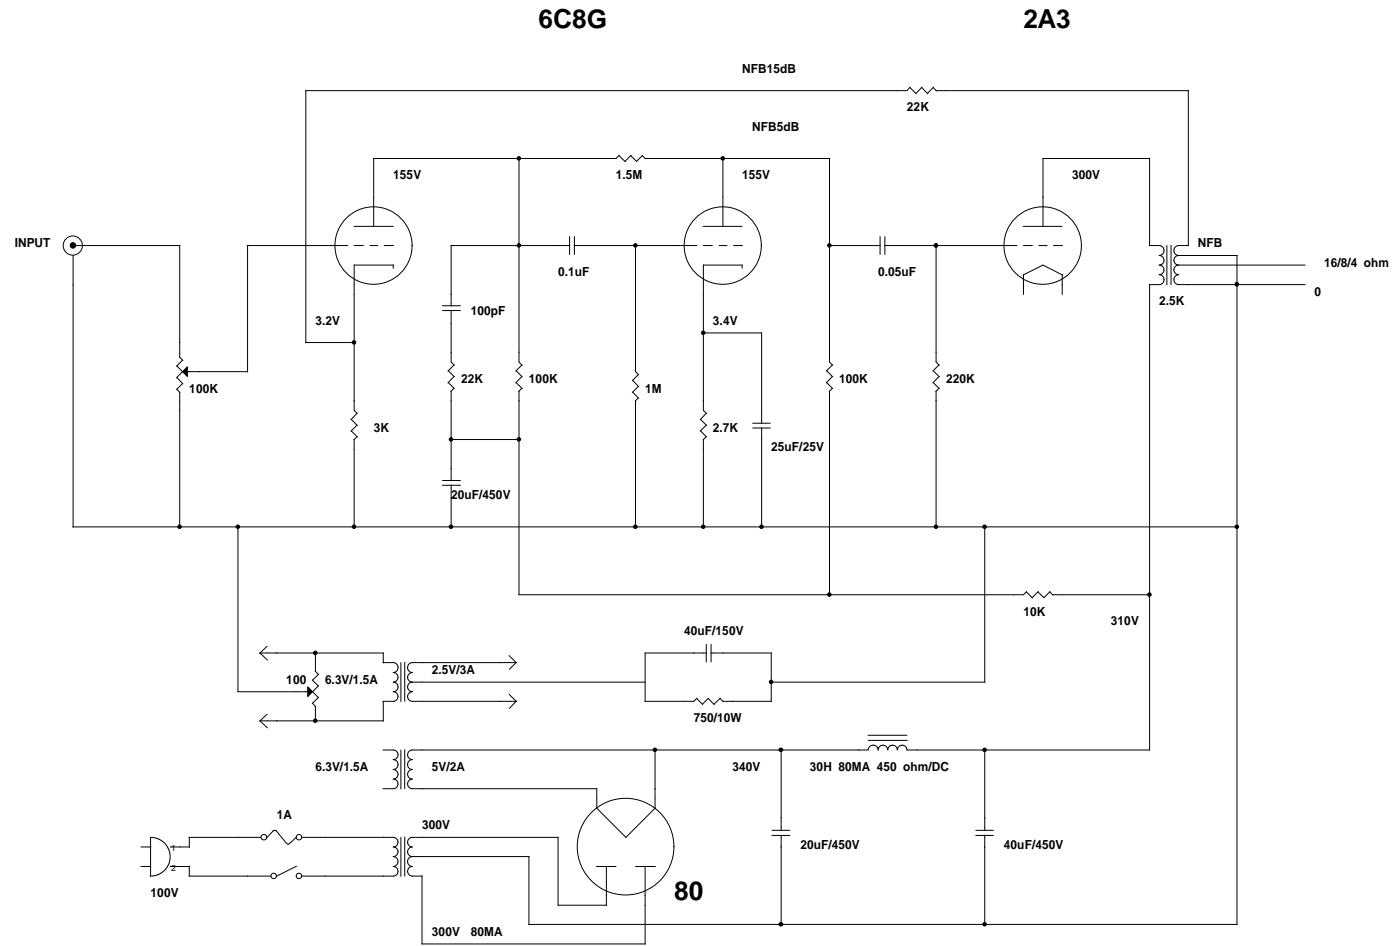 6C8G
2A3
NFB15dB
22K
NFB5dB
155V
1.5M
155V
300V
INPUT
NFB
16/8/4 ohm
0.1uF
0.05uF
0
2.5K
100pF
3.2V
3.4V
100K
22K
100K
1M
100K
220K
3K
2.7K
25uF/25V
20uF/450V
10K
310V
40uF/150V
2.5V/3A
100
6.3V/1.5A
750/10W
6.3V/1.5A
5V/2A
340V
30H 80MA 450 ohm/DC
1A
300V
1
20uF/450V
40uF/450V
2
100V
80
300V 80MA